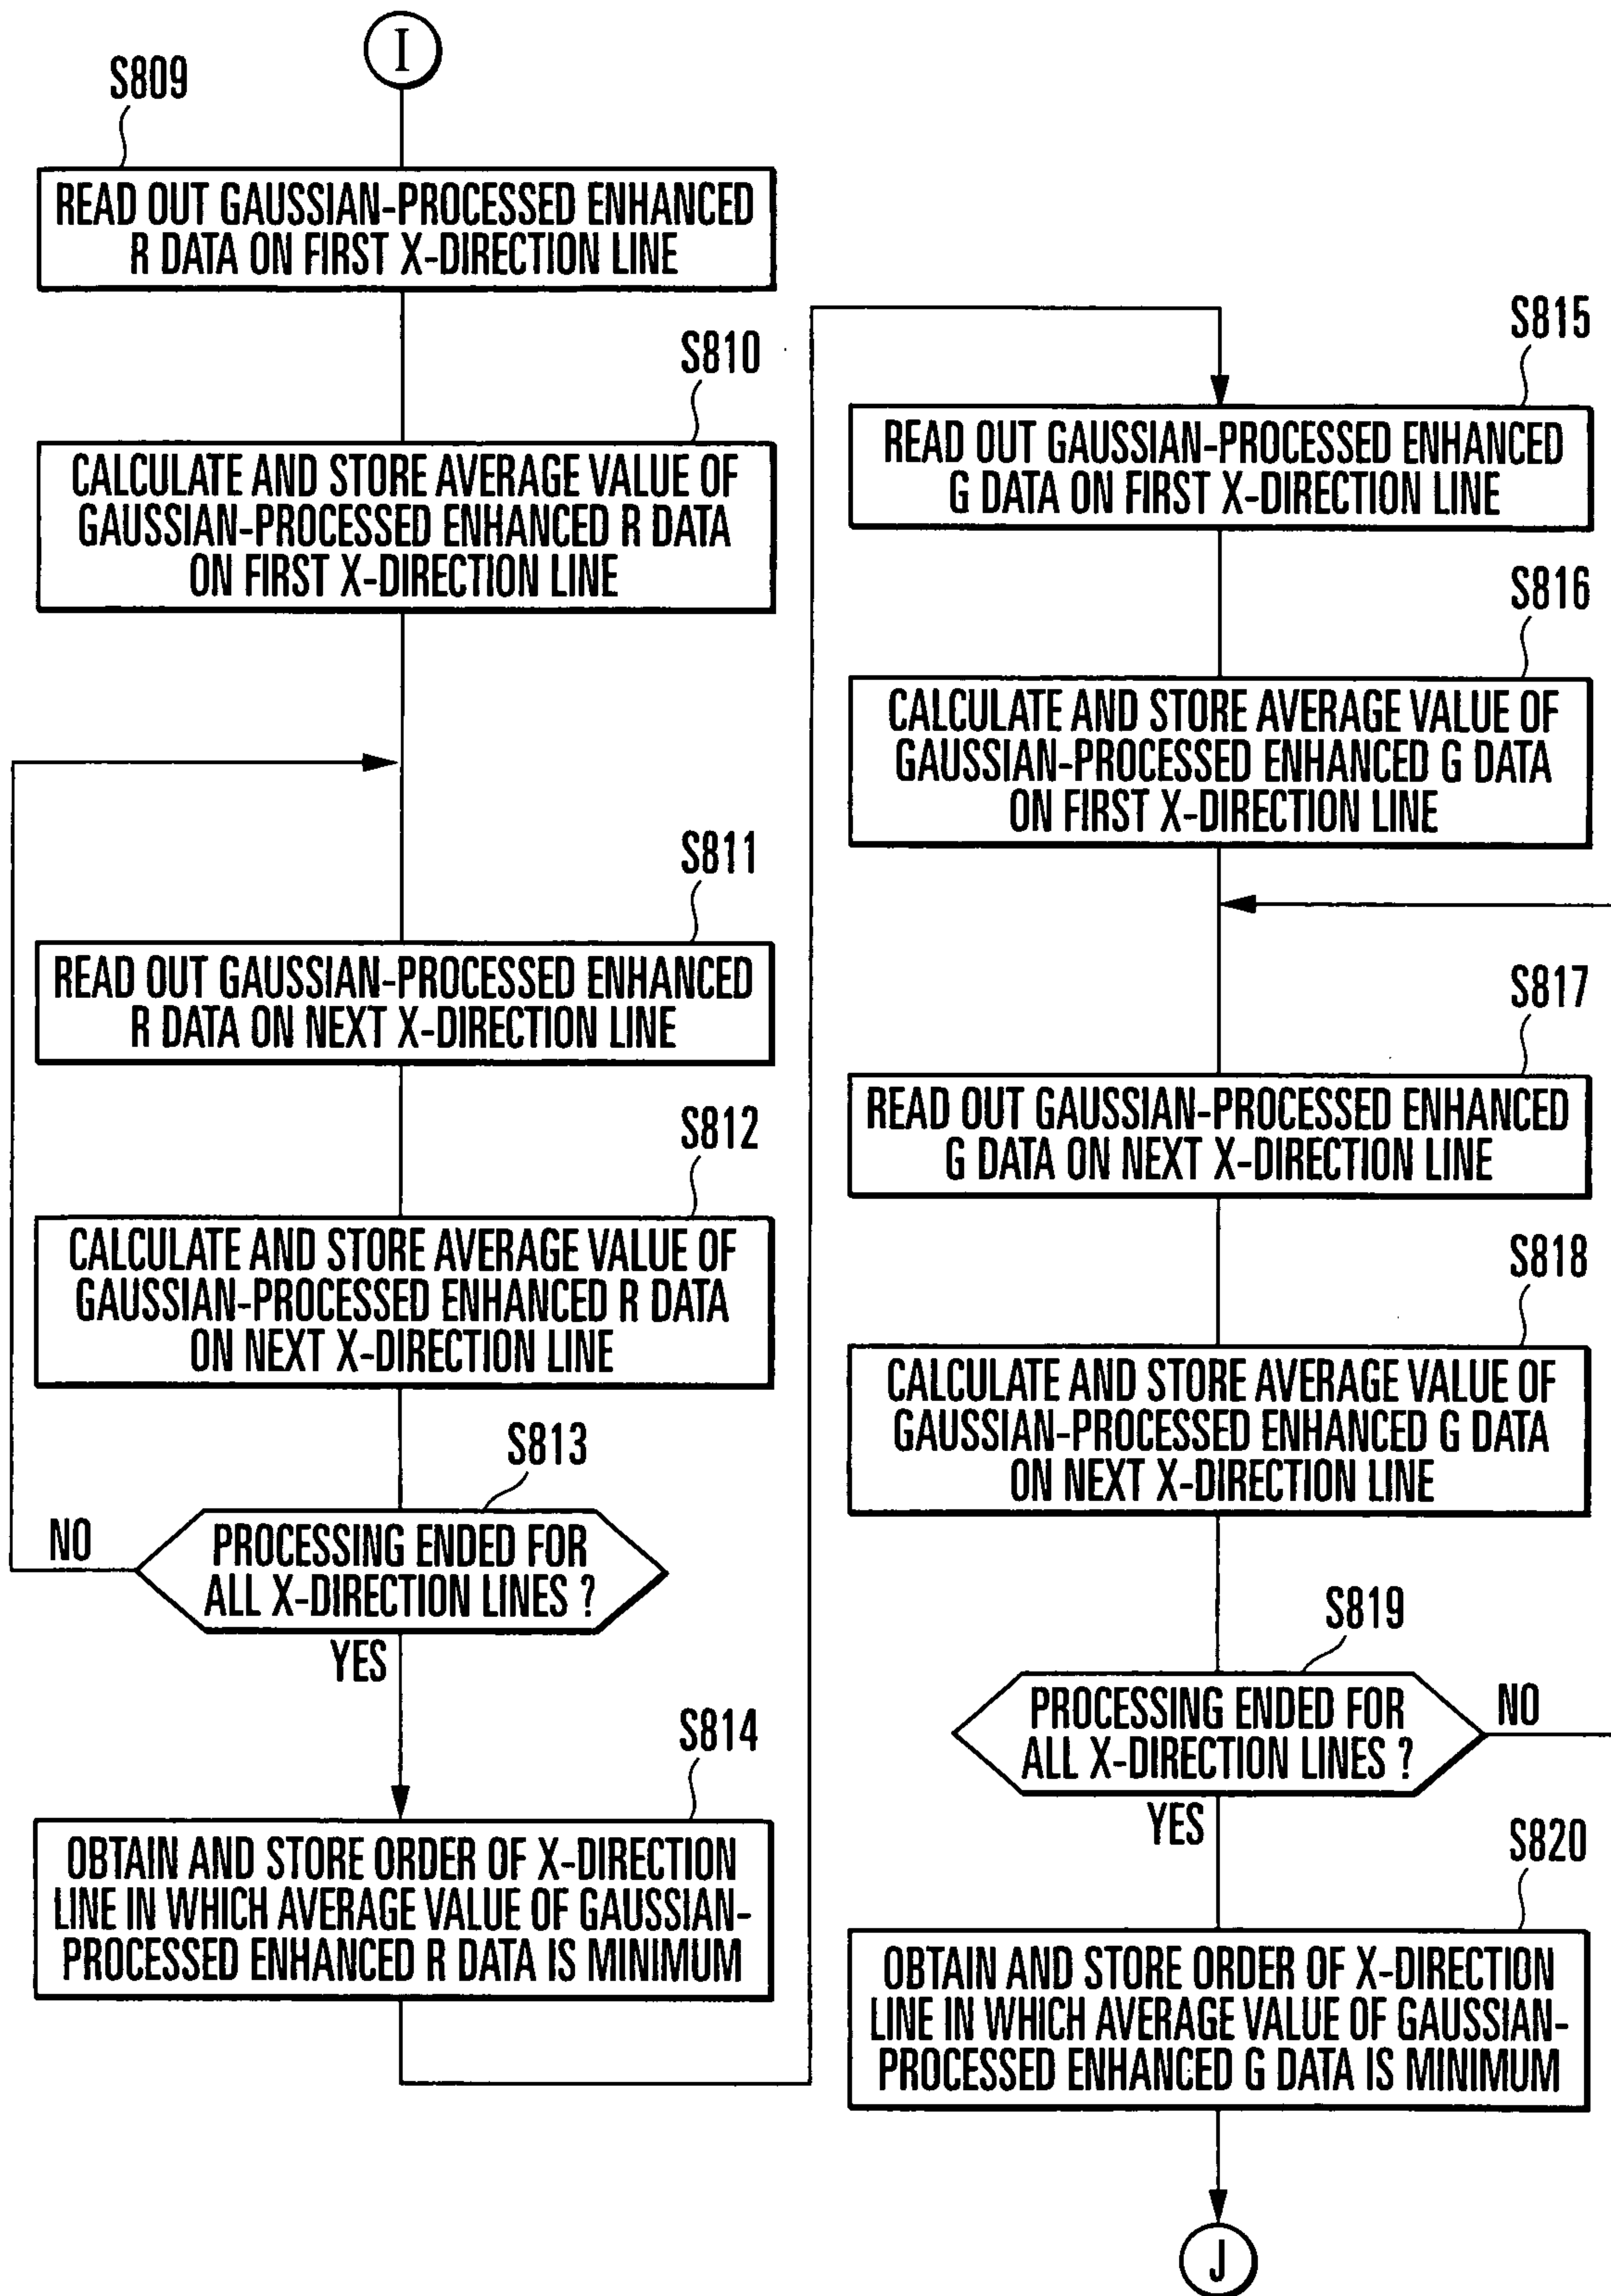 I
S809
READ OUT GAUSSIAN-PROCESSED ENHANCED
R DATA ON FIRST X-DIRECTION LINE
S810
CALCULATE AND STORE AVERAGE VALUE OF
GAUSSIAN-PROCESSED ENHANCED R DATA
ON FIRST X-DIRECTION LINE
S811
READ OUT GAUSSIAN-PROCESSED ENHANCED
R DATA ON NEXT X-DIRECTION LINE
S812
CALCULATE AND STORE AVERAGE VALUE OF
GAUSSIAN-PROCESSED ENHANCED R DATA
ON NEXT X-DIRECTION LINE
S813
NO
PROCESSING ENDED FOR
ALL X-DIRECTION LINES ?
YES
S814
OBTAIN AND STORE ORDER OF X-DIRECTION
LINE IN WHICH AVERAGE VALUE OF GAUSSIAN-
PROCESSED ENHANCED R DATA IS MINIMUM
S815
READ OUT GAUSSIAN-PROCESSED ENHANCED
G DATA ON FIRST X-DIRECTION LINE
S816
CALCULATE AND STORE AVERAGE VALUE OF
GAUSSIAN-PROCESSED ENHANCED G DATA
ON FIRST X-DIRECTION LINE
S817
READ OUT GAUSSIAN-PROCESSED ENHANCED
G DATA ON NEXT X-DIRECTION LINE
S818
CALCULATE AND STORE AVERAGE VALUE OF
GAUSSIAN-PROCESSED ENHANCED G DATA
ON NEXT X-DIRECTION LINE
S819
PROCESSING ENDED FOR
ALL X-DIRECTION LINES ?
NO
YES
S820
OBTAIN AND STORE ORDER OF X-DIRECTION
LINE IN WHICH AVERAGE VALUE OF GAUSSIAN-
PROCESSED ENHANCED G DATA IS MINIMUM
J